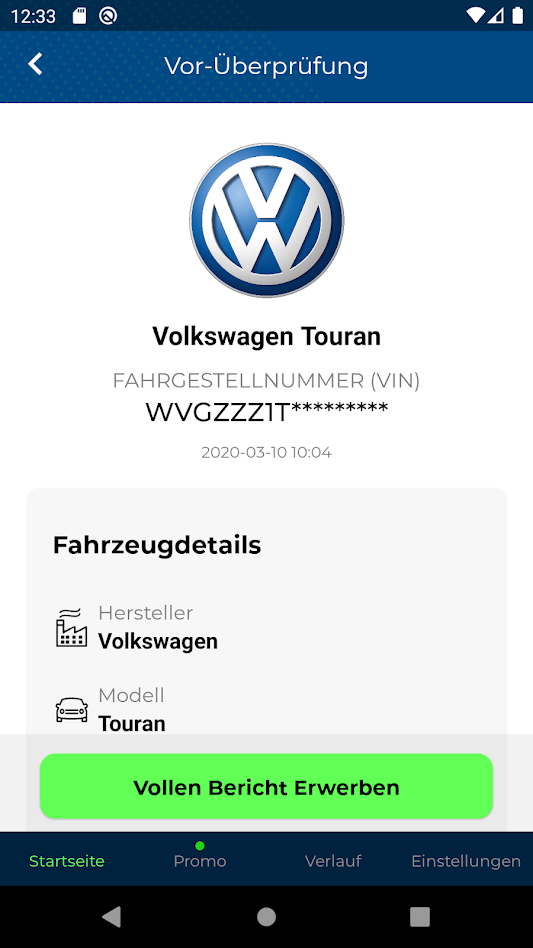 12:33
Vor-Überprüfung
Volkswagen Touran
FAHRGESTELLNUMMER (VIN)
WVGZZZ1T*********
2020-03-10 10:04
Fahrzeugdetails
Hersteller
Volkswagen
Modell
Touran
Vollen Bericht Erwerben
Startseite Promo Verlauf Einstellungen